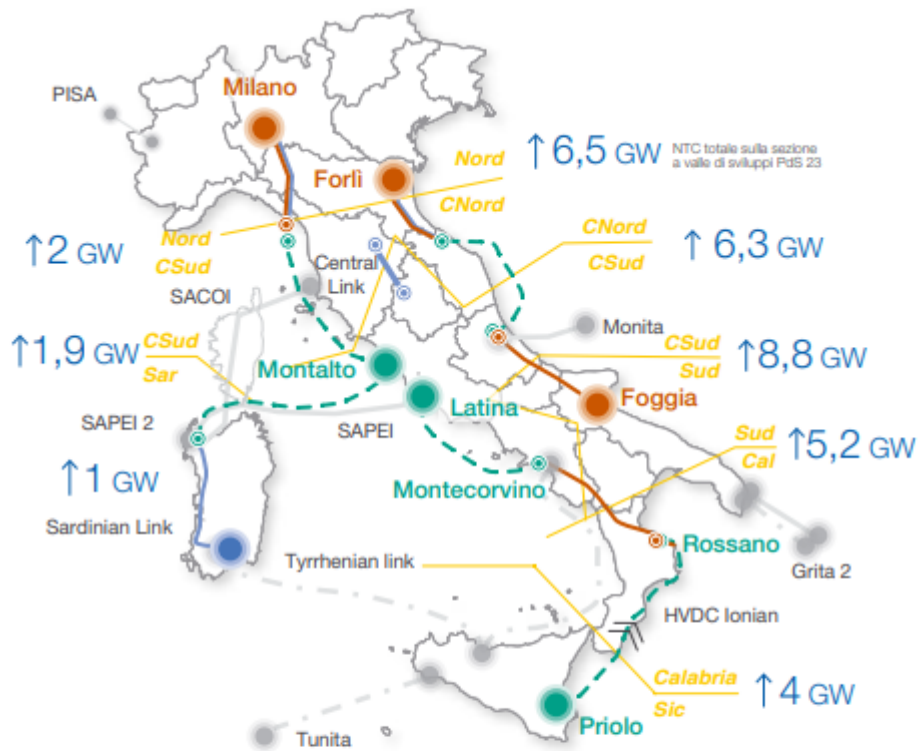 PISA
Milano
Nord
CNord
↑6,5 GW
NTC totale sulla sezione
a valle di sviluppi PdS 23
Forlì
Nord
CSud
↑2 GW
CNord
CSud
↑6,3 GW
Central
Link
SACOI
Monita
↑1,9 GW
CSud
Sar
Montalto
CSud
Sud
↑8,8 GW
Foggia
Latina
SAPEI 2
SAPEI
Sud
Cal
↑5,2 GW
↑1 GW
Montecorvino
Sardinian Link
Rossano
Tyrrhenian link
Grita 2
HVDC Ionian
Calabria
Sic
↑4 GW
Priolo
Tunita